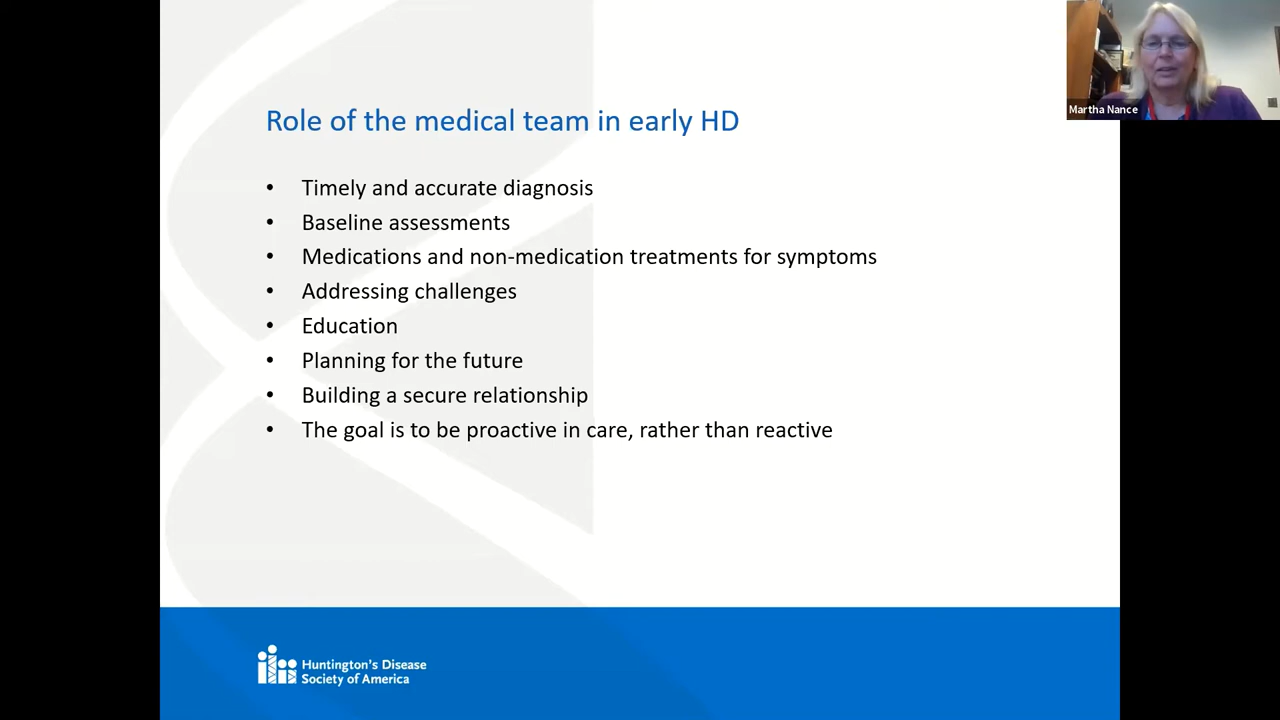 Role of the medical team in early HD
• Timely and accurate diagnosis
• Baseline assessments
• Medications and non-medication treatments for symptoms
• Addressing challenges
• Education
• Planning for the future
• Building a secure relationship
• The goal is to be proactive in care, rather than reactive
Martha Nance
Huntington's Disease
Society of America